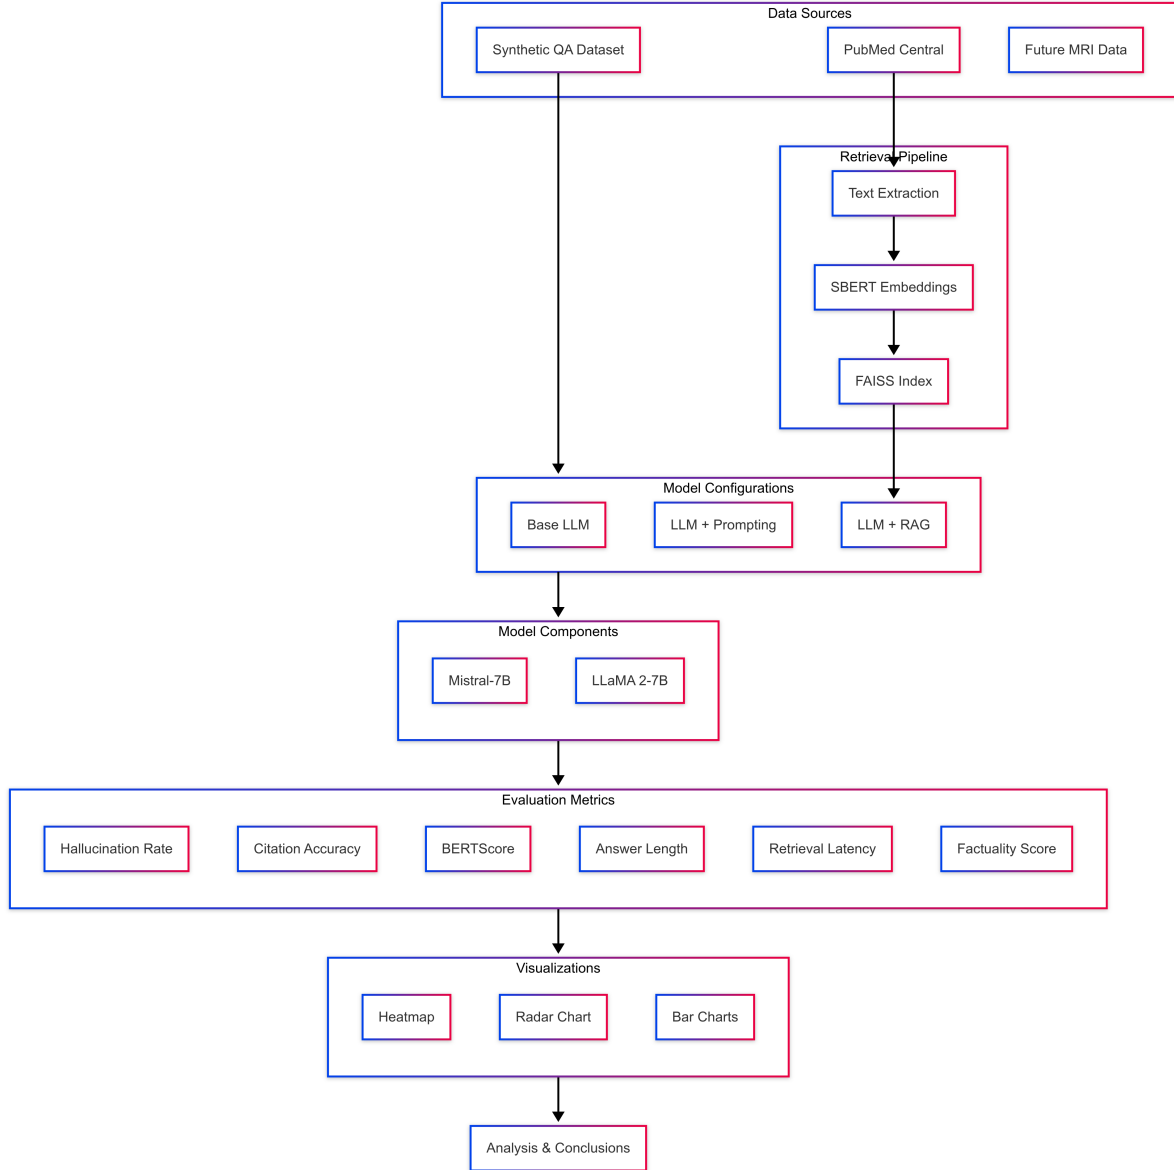 Data Sources
Synthetic QA Dataset
PubMed Central
Future MRI Data
Retrieval Pipeline
Text Extraction
SBERT Embeddings
FAISS Index
Model Configurations
Base LLM
LLM + Prompting
LLM + RAG
Model Components
Mistral-7B
LLaMA 2-7B
Evaluation Metrics
Hallucination Rate
Citation Accuracy
BERTScore
Answer Length
Retrieval Latency
Factuality Score
Visualizations
Heatmap
Radar Chart
Bar Charts
Analysis & Conclusions